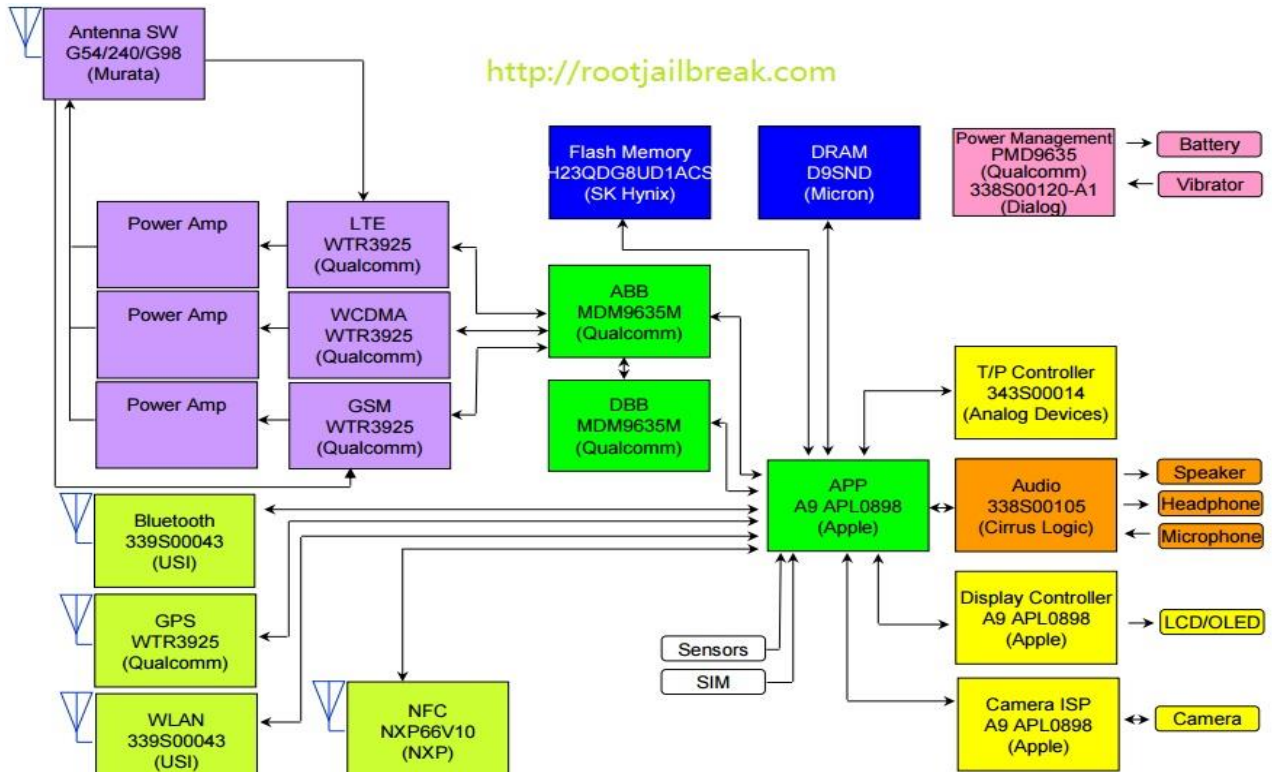 Antenna SW
G54/240/G98
(Murata)
http://rootjailbreak.com
Flash Memory
H23QDG8UD1ACS
(SK Hynix)
DRAM
D9SND
(Micron)
Power Management
PMD9635
(Qualcomm)
338S00120-A1
(Dialog)
Battery
Vibrator
Power Amp
LTE
WTR3925
(Qualcomm)
Power Amp
WCDMA
WTR3925
(Qualcomm)
Power Amp
GSM
WTR3925
(Qualcomm)
ABB
MDM9635M
(Qualcomm)
DBB
MDM9635M
(Qualcomm)
T/P Controller
343S00014
(Analog Devices)
APP
A9 APL0898
(Apple)
Audio
338S00105
(Cirrus Logic)
Speaker
Headphone
Microphone
Bluetooth
339S00043
(USI)
GPS
WTR3925
(Qualcomm)
WLAN
339S00043
(USI)
NFC
NXP66V10
(NXP)
Sensors
SIM
Display Controller
A9 APL0898
(Apple)
LCD/OLED
Camera ISP
A9 APL0898
(Apple)
Camera